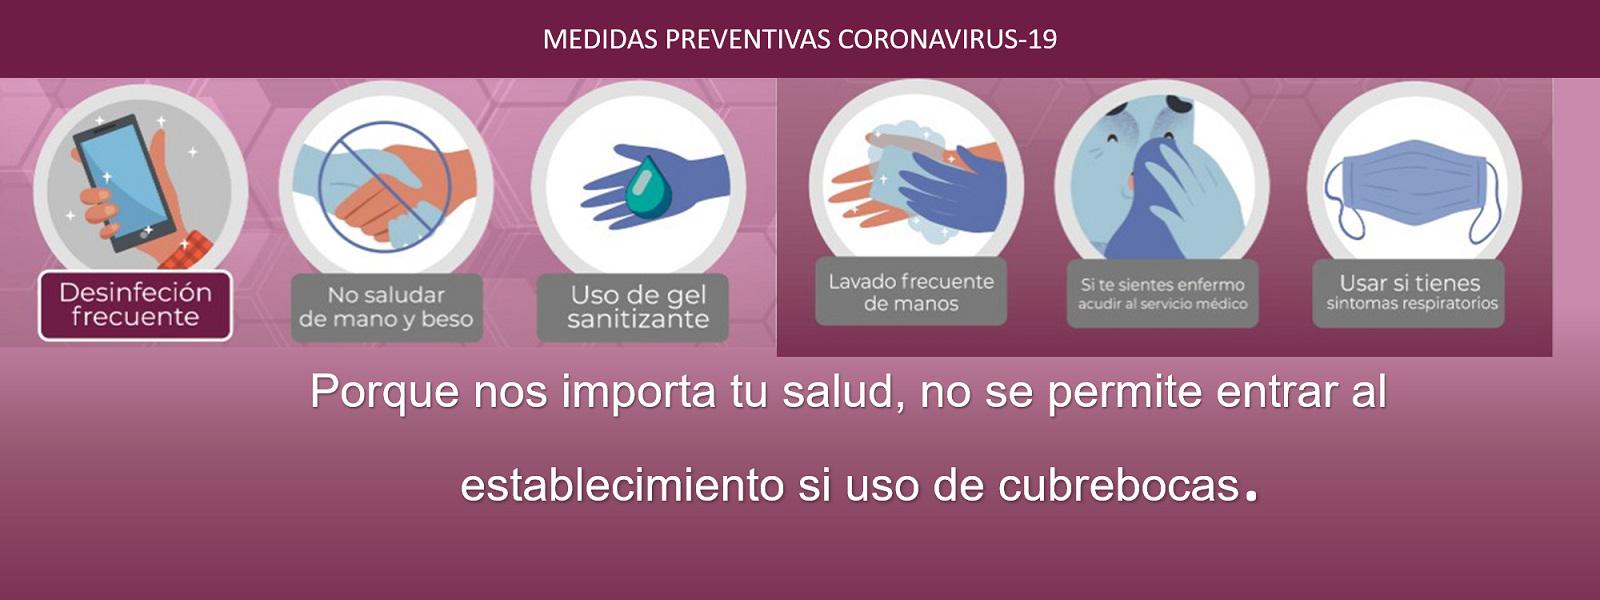 MEDIDAS PREVENTIVAS CORONAVIRUS-19
Desinfeción
frecuente
No saludar
de mano y beso
Uso de gel
sanitizante
Lavado frecuente
de manos
Si te sientes enfermo
acudir al servicio médico
Usar si tienes
sintomas respiratorios
Porque nos importa tu salud, no se permite entrar al
establecimiento si uso de cubrebocas.